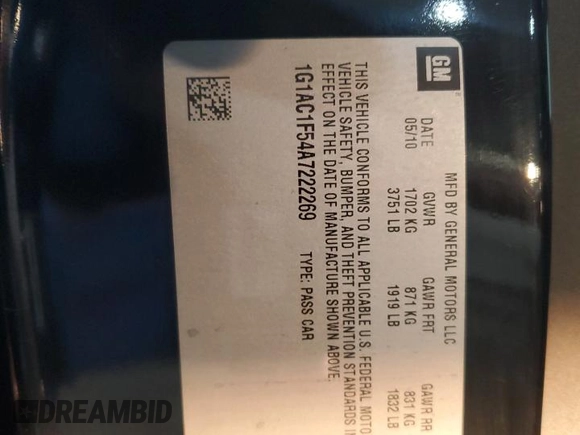 GM
MFD BY GENERAL MOTORS LLC
DATE GVWR GAWR FRT GAWR RR
05/10 1702 KG 871 KG 831 KG
3751 LB 1919 LB 1832 LB
THIS VEHICLE CONFORMS TO ALL APPLICABLE U.S. FEDERAL MOTO
VEHICLE SAFETY, BUMPER, AND THEFT PREVENTION STANDARDS I
EFFECT ON THE DATE OF MANUFACTURE SHOWN ABOVE.
1G1AC1F54A7222269 TYPE: PASS CAR
DREAMBID